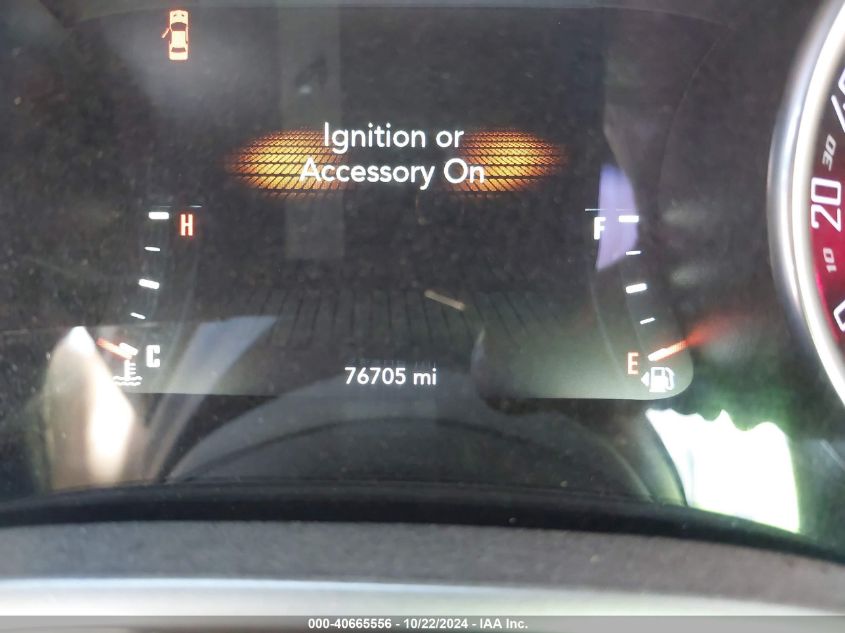 Ignition or
Accessory On
H
F
C
E
76705 mi
30
20
10
000-40665556 - 10/22/2024 - IAA Inc.